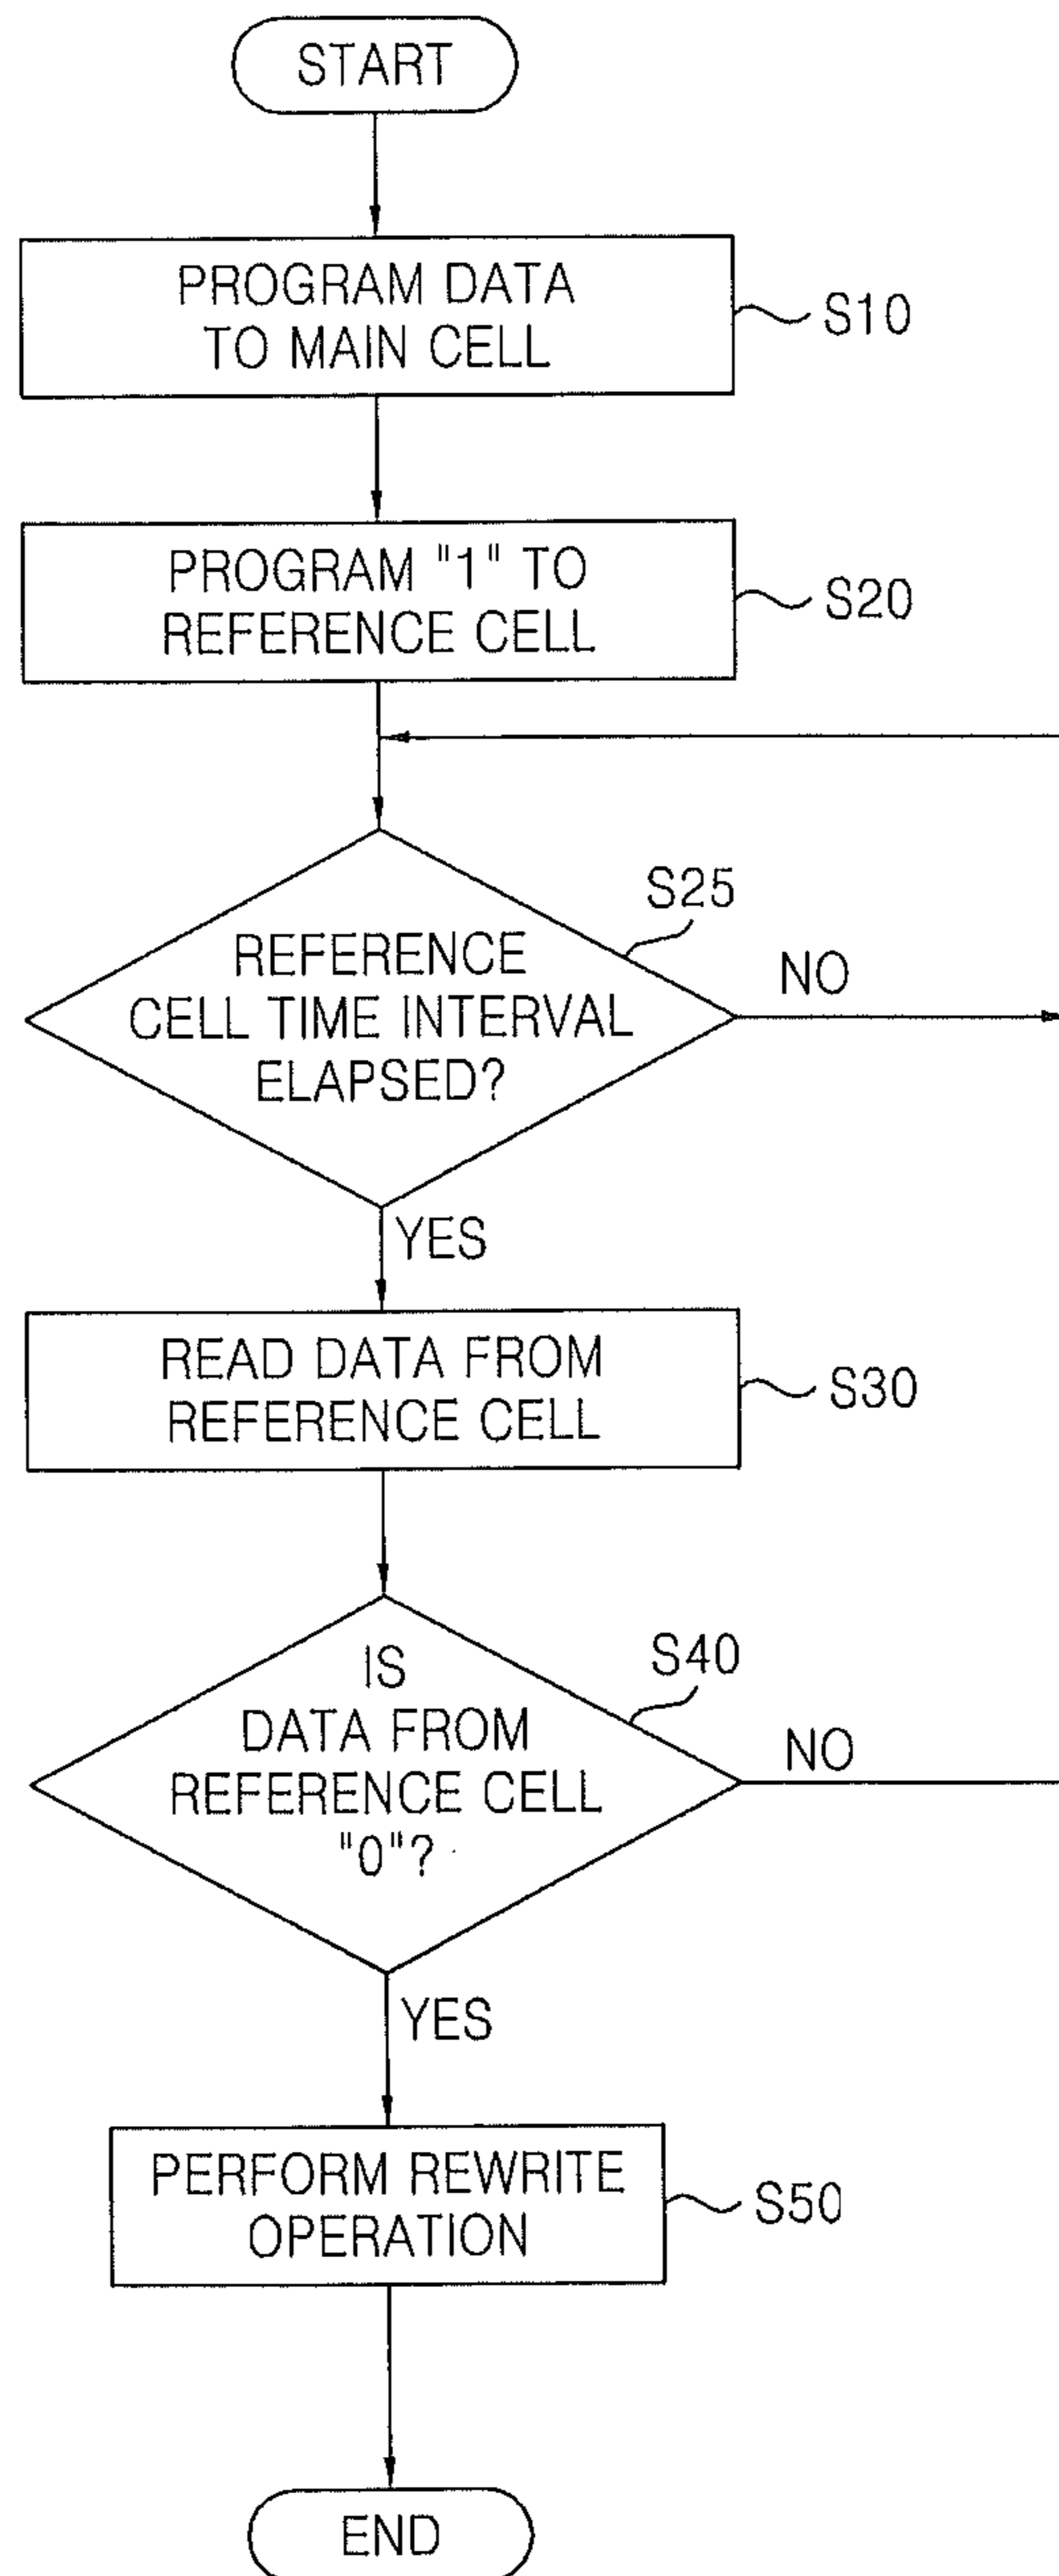 START
PROGRAM DATA
TO MAIN CELL
S10
PROGRAM "1" TO
REFERENCE CELL
S20
S25
REFERENCE
CELL TIME INTERVAL
ELAPSED?
NO
YES
READ DATA FROM
REFERENCE CELL
S30
S40
IS
DATA FROM
REFERENCE CELL
"0"?
NO
YES
PERFORM REWRITE
OPERATION
S50
END